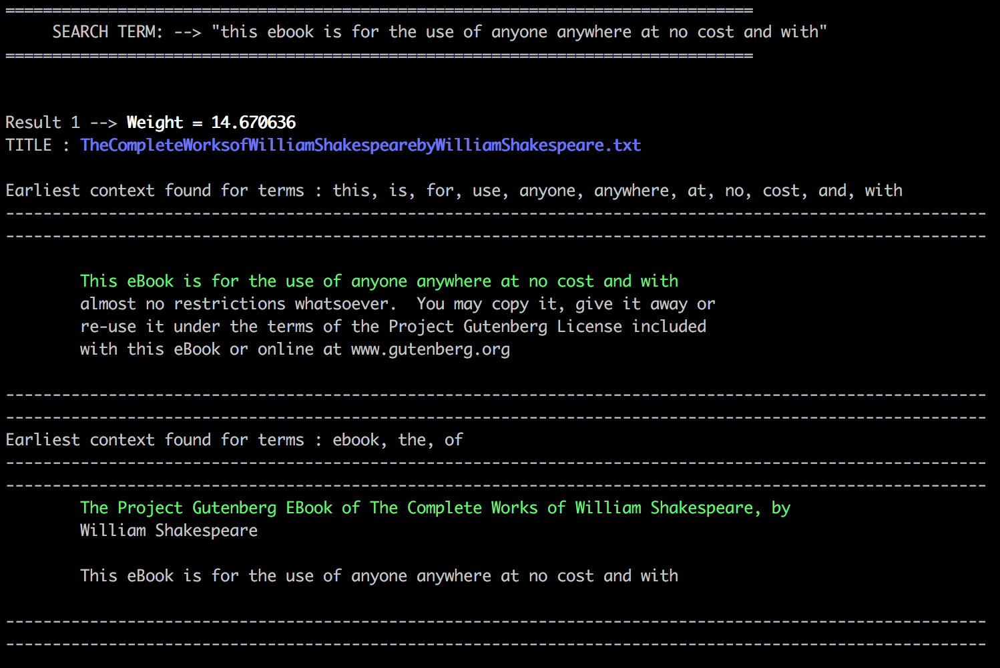 ================================================================================
SEARCH TERM: --> "this ebook is for the use of anyone anywhere at no cost and with"
================================================================================
Result 1 --> Weight = 14.670636
TITLE : TheCompleteWorksofWilliamShakespearebyWilliamShakespeare.txt
Earliest context found for terms : this, is, for, use, anyone, anywhere, at, no, cost, and, with
---------------------------------------------------------------------------------------------------------
---------------------------------------------------------------------------------------------------------
This eBook is for the use of anyone anywhere at no cost and with
almost no restrictions whatsoever.  You may copy it, give it away or
re-use it under the terms of the Project Gutenberg License included
with this eBook or online at www.gutenberg.org
---------------------------------------------------------------------------------------------------------
---------------------------------------------------------------------------------------------------------
Earliest context found for terms : ebook, the, of
---------------------------------------------------------------------------------------------------------
---------------------------------------------------------------------------------------------------------
The Project Gutenberg EBook of The Complete Works of William Shakespeare, by
William Shakespeare
This eBook is for the use of anyone anywhere at no cost and with
---------------------------------------------------------------------------------------------------------
---------------------------------------------------------------------------------------------------------